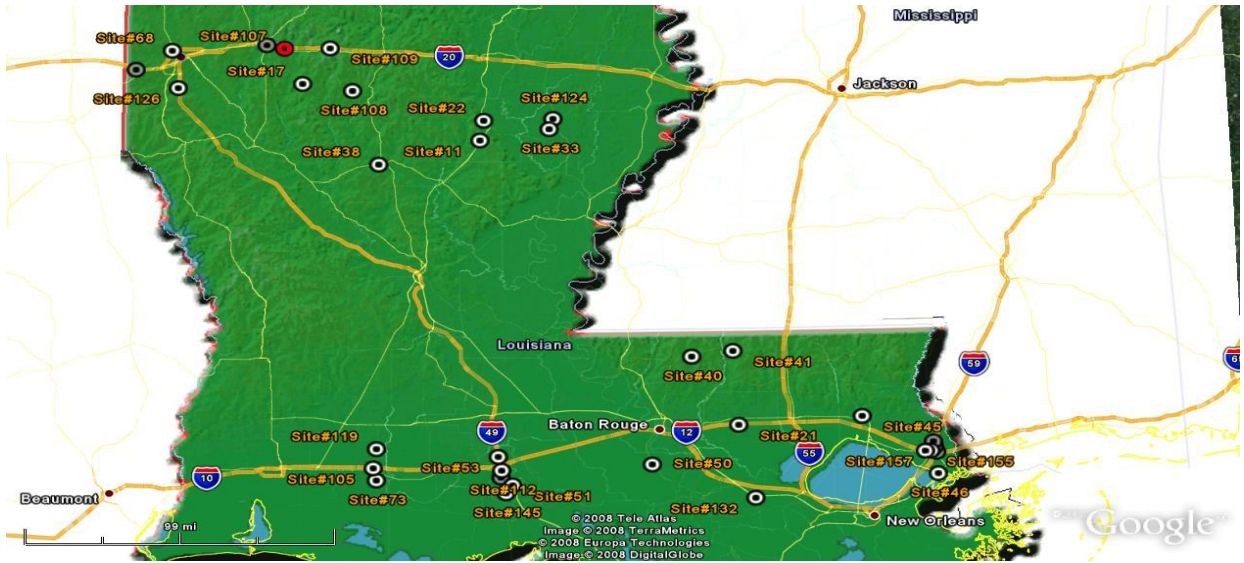 Mississippi
Site#68
Site#107
Site#109
20
Site#17
Jackson
Site#126
Site#108
Site#22
Site#124
Site#11
Site#33
Site#38
Louisiana
Site#40
Site#41
59
65
Site#119
49
Baton Rouge
12
Site#21
Site#45
55
Site#53
Site#50
Site#157
Site#155
10
Site#105
Site#112
Site#51
Site#46
Beaumont
Site#73
Site#145
Site#132
New Orleans
99 mi
© 2008 Tele Atlas
Image © 2008 TerraMetrics
© 2008 Europa Technologies
Image © 2008 DigitalGlobe
Google